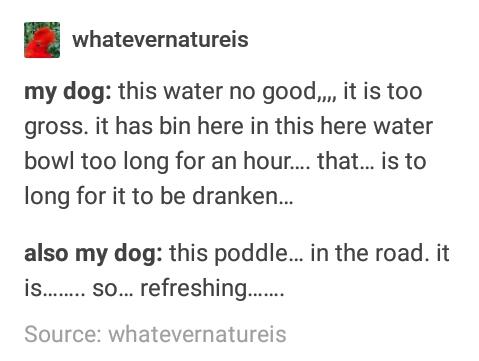 whatevernatureis
my dog: this water no good,,,, it is too
gross. it has bin here in this here water
bowl too long for an hour.... that... is to
long for it to be dranken...
also my dog: this poddle... in the road. it
is........ so... refreshing.......
Source: whatevernatureis